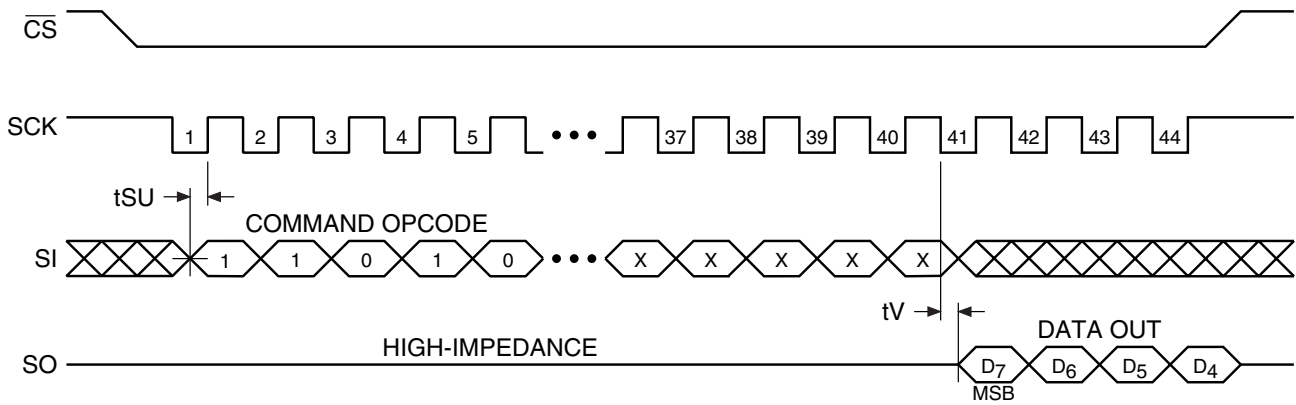 CS
SCK 1 2 3 4 5 ••• 37 38 39 40 41 42 43 44
tSU
COMMAND OPCODE
SI 1 1 0 1 0 ••• X X X X X
tV
HIGH-IMPEDANCE
DATA OUT
SO D7 D6 D5 D4
MSB